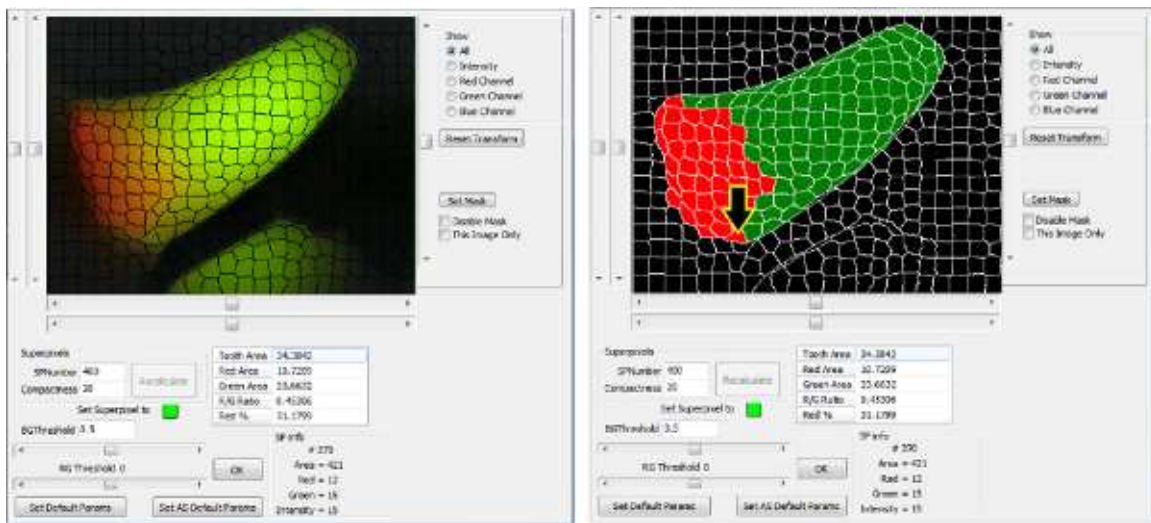 Show
All
Intensity
Red Channel
Green Channel
Blue Channel
Reset Transform
Set Mask
Disable Mask
This Image Only
Superpixels
SPNumber 400
Compactness 20
Recalculate
Set Superpixel to
BGThreshold 3.5
RG Threshold 0
OK
Set Default Params
Set AS Default Params
Tooth Area 34.3842
Red Area 10.7209
Green Area 23.6632
R/G Ratio 0.45306
Red % 31.1799
SP info
Area = 421
Red = 12
Green = 15
Intensity = 15
Show
All
Intensity
Red Channel
Green Channel
Blue Channel
Reset Transform
Set Mask
Disable Mask
This Image Only
Superpixels
SPNumber 400
Compactness 20
Recalculate
Set Superpixel to
BGThreshold 3.5
RG Threshold 0
OK
Set Default Params
Set AS Default Params
Tooth Area 34.3842
Red Area 10.7209
Green Area 23.6632
R/G Ratio 0.45306
Red % 31.1799
SP info
Area = 421
Red = 12
Green = 15
Intensity = 15